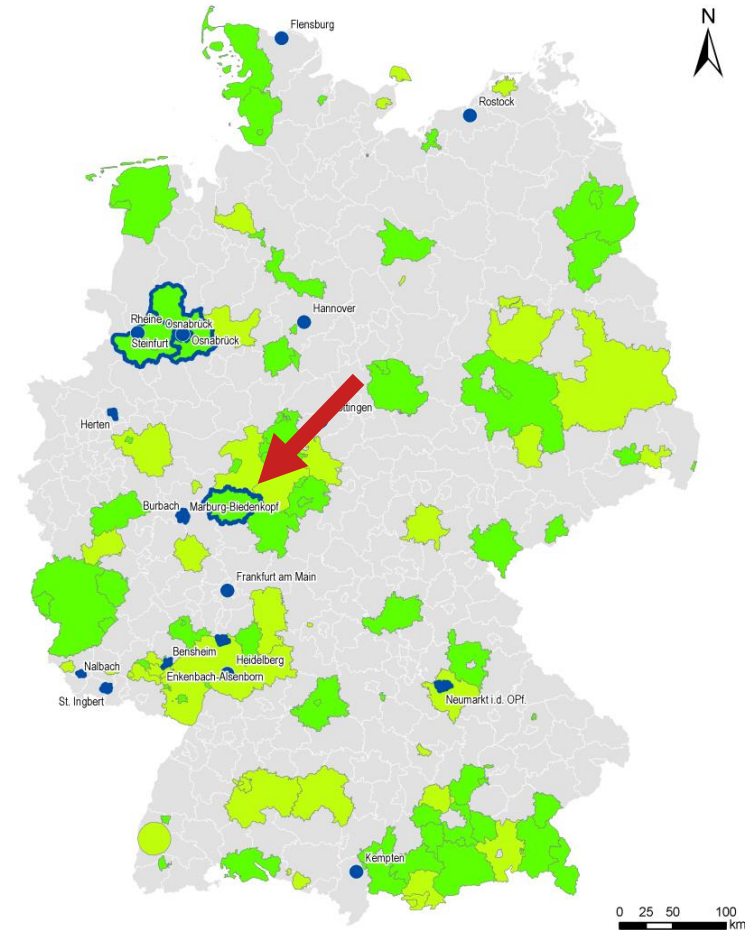 Flensburg
N
Rostock
Hannover
Rheine
Osnabrück
Osnabrück
Steinfurt
ttingen
Herten
Burbach
Marburg-Biedenkopf
Frankfurt am Main
Bensheim
Heidelberg
Nalbach
Enkenbach-Alsenborn
St. Ingbert
Neumarkt i.d. OPf.
Kempten
0 25 50 100
km